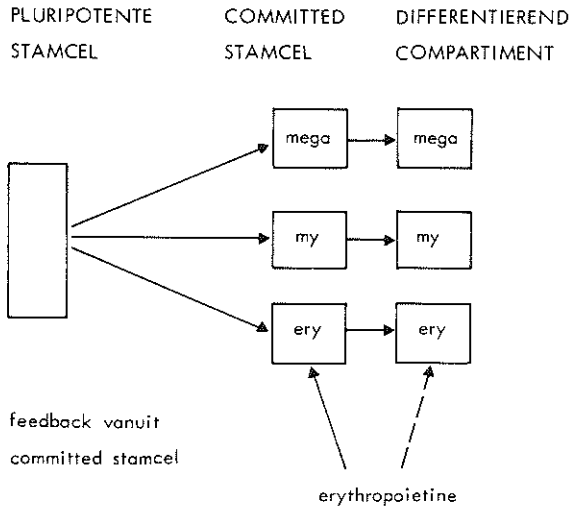 PLURIPOTENTE COMMITTED DIFFERENTIEREND
STAMCEL STAMCEL COMPARTIMENT
mega mega
my my
ery ery
feedback vanuit
committed stamcel
erythropoietine